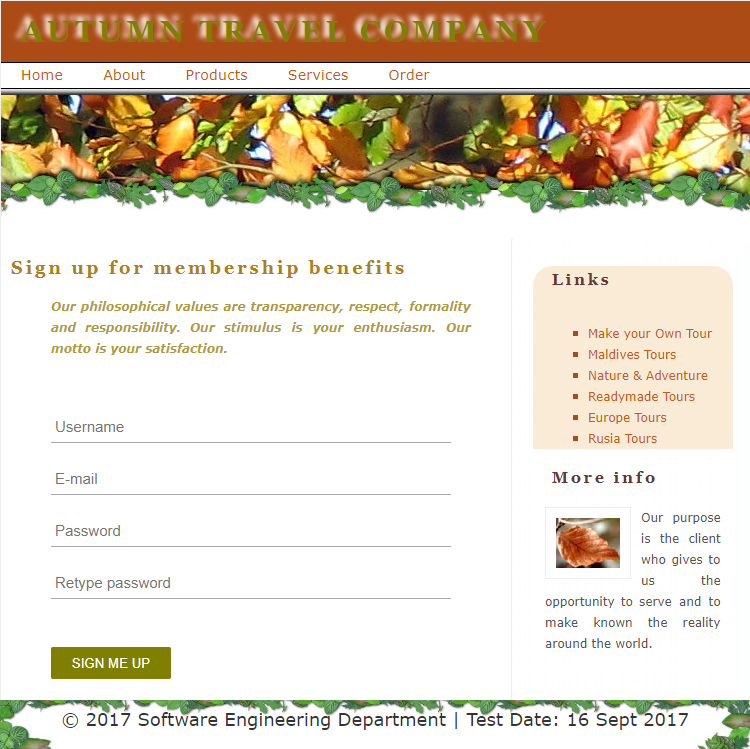 AUTUMN TRAVEL COMPANY
Home About Products Services Order
Sign up for membership benefits
Our philosophical values are transparency, respect, formality
and responsibility. Our stimulus is your enthusiasm. Our
motto is your satisfaction.
Username
E-mail
Password
Retype password
SIGN ME UP
Links
Make your Own Tour
Maldives Tours
Nature & Adventure
Readymade Tours
Europe Tours
Rusia Tours
More info
Our purpose
is the client
who gives to
us the
opportunity to serve and to
make known the reality
around the world.
© 2017 Software Engineering Department | Test Date: 16 Sept 2017